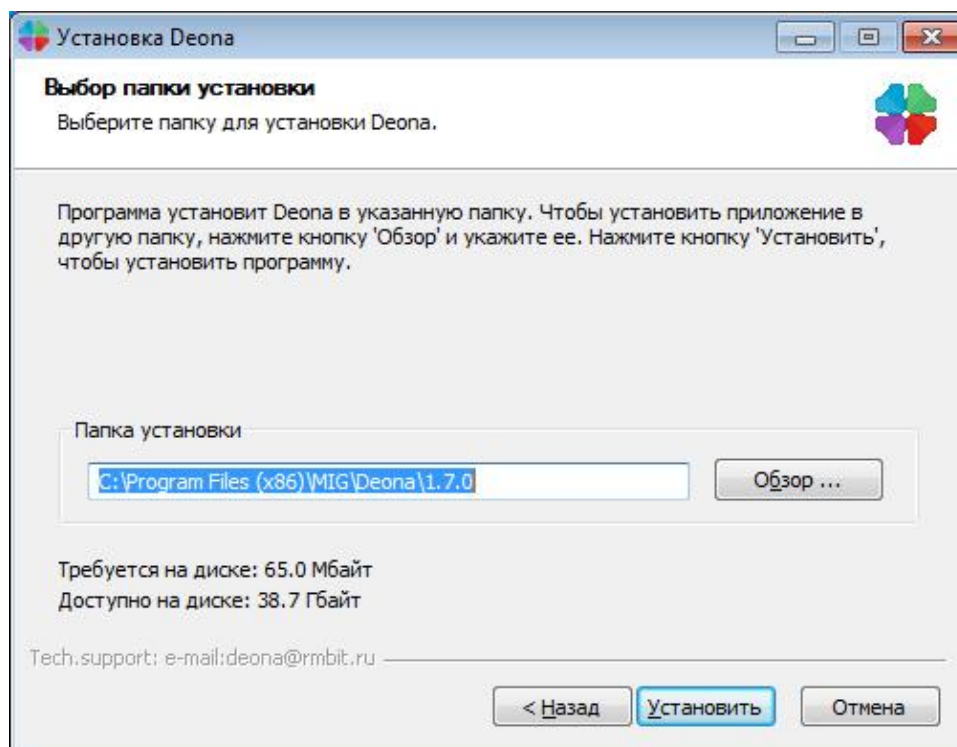 Установка Deona
Выбор папки установки
Выберите папку для установки Deona.
Программа установит Deona в указанную папку. Чтобы установить приложение в
другую папку, нажмите кнопку 'Обзор' и укажите ее. Нажмите кнопку 'Установить',
чтобы установить программу.
Папка установки
C:\Program Files (x86)\MIG\Deona\1.7.0
Обзор ...
Требуется на диске: 65.0 Мбайт
Доступно на диске: 38.7 Гбайт
Tech.support: e-mail:deona@rmbit.ru
< Назад
Установить
Отмена